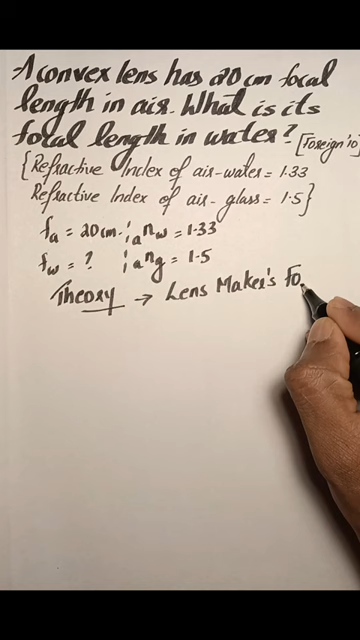 A convex lens has 20 cm focal
length in air. What is its
focal length in water? [Foreign'10]
{Refractive Index of air-water = 1.33
Refractive Index of air-glass = 1.5}
fa = 20 cm. ; anw = 1.33
fw = ? ; ang = 1.5
Theory → Lens Maker's Fo